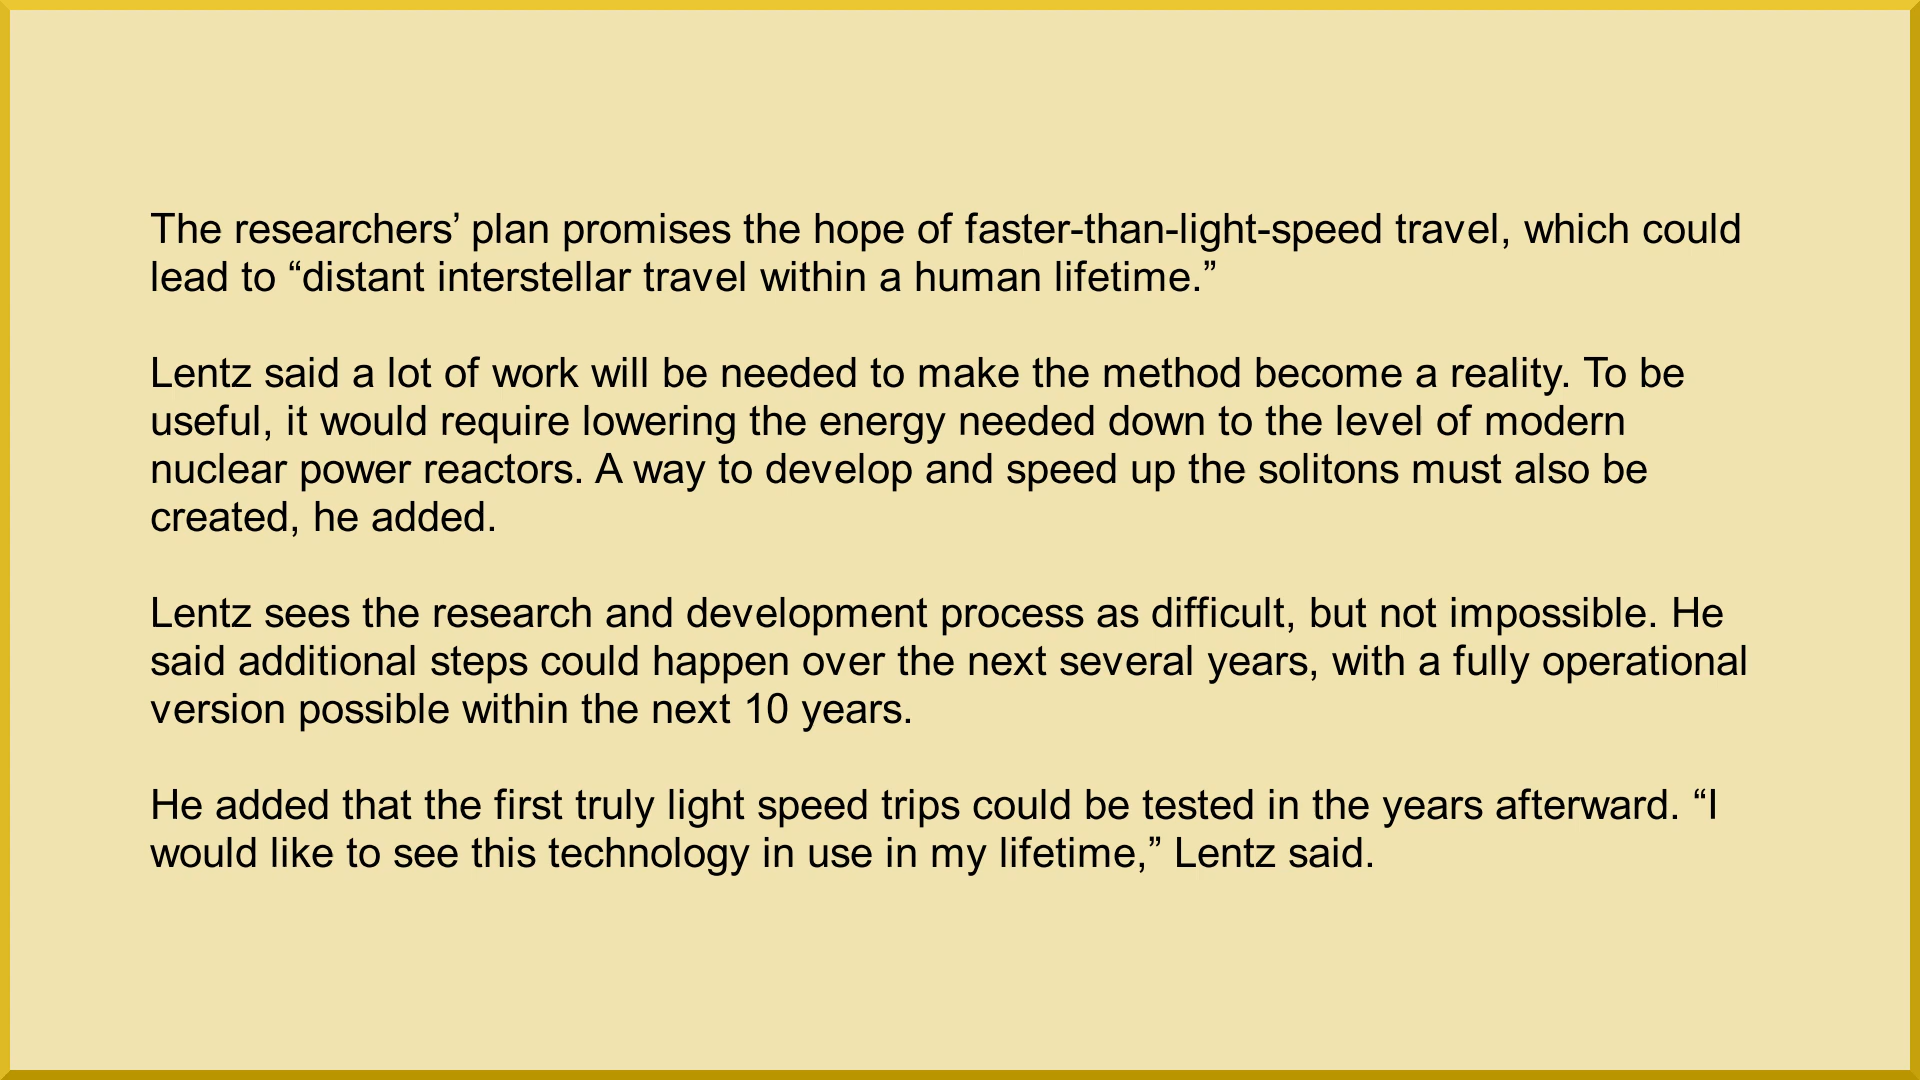 The researchers’ plan promises the hope of faster-than-light-speed travel, which could
lead to “distant interstellar travel within a human lifetime.”
Lentz said a lot of work will be needed to make the method become a reality. To be
useful, it would require lowering the energy needed down to the level of modern
nuclear power reactors. A way to develop and speed up the solitons must also be
created, he added.
Lentz sees the research and development process as difficult, but not impossible. He
said additional steps could happen over the next several years, with a fully operational
version possible within the next 10 years.
He added that the first truly light speed trips could be tested in the years afterward. “I
would like to see this technology in use in my lifetime,” Lentz said.